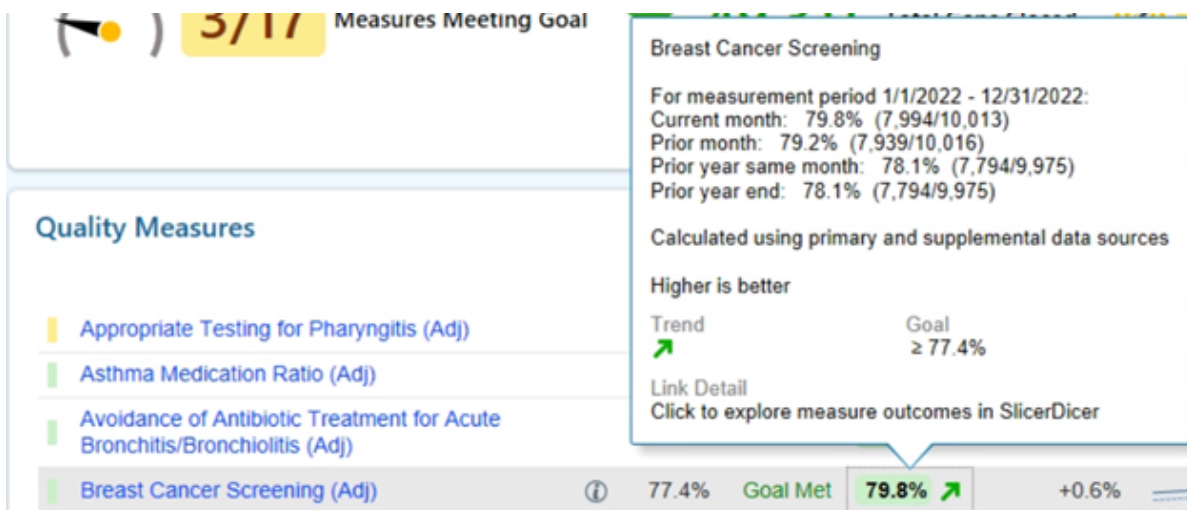 3/17
Measures Meeting Goal
Breast Cancer Screening
For measurement period 1/1/2022 - 12/31/2022:
Current month: 79.8% (7,994/10,013)
Prior month: 79.2% (7,939/10,016)
Prior year same month: 78.1% (7,794/9,975)
Prior year end: 78.1% (7,794/9,975)
Calculated using primary and supplemental data sources
Higher is better
Trend Goal
≥ 77.4%
Link Detail
Click to explore measure outcomes in SlicerDicer
Quality Measures
Appropriate Testing for Pharyngitis (Adj)
Asthma Medication Ratio (Adj)
Avoidance of Antibiotic Treatment for Acute
Bronchitis/Bronchiolitis (Adj)
Breast Cancer Screening (Adj) 77.4% Goal Met 79.8% +0.6%